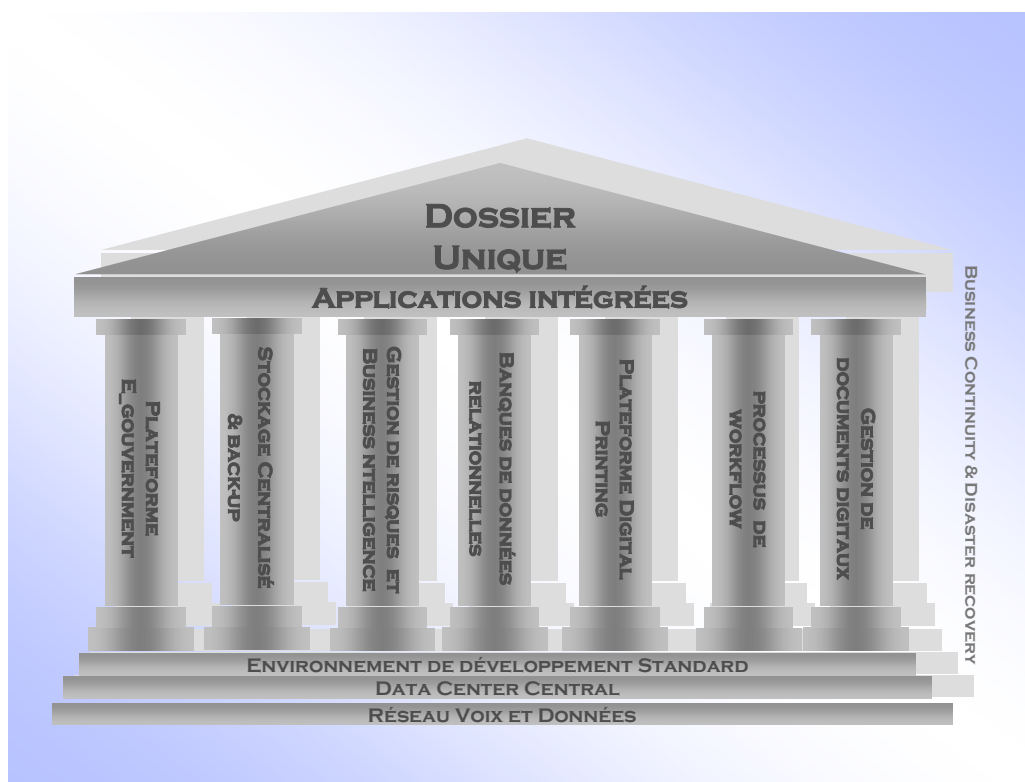 Dossier
Unique
Applications intégrées
Plateforme
E_gouvernment
Stockage Centralisé
& back-up
Gestion de risques et
Business ntelligence
Banques de données
relationnelles
Plateforme Digital
Printing
processus de
workflow
Gestion de
documents digitaux
Business Continuity & Disaster recovery
Environnement de développement Standard
Data Center Central
Réseau Voix et Données